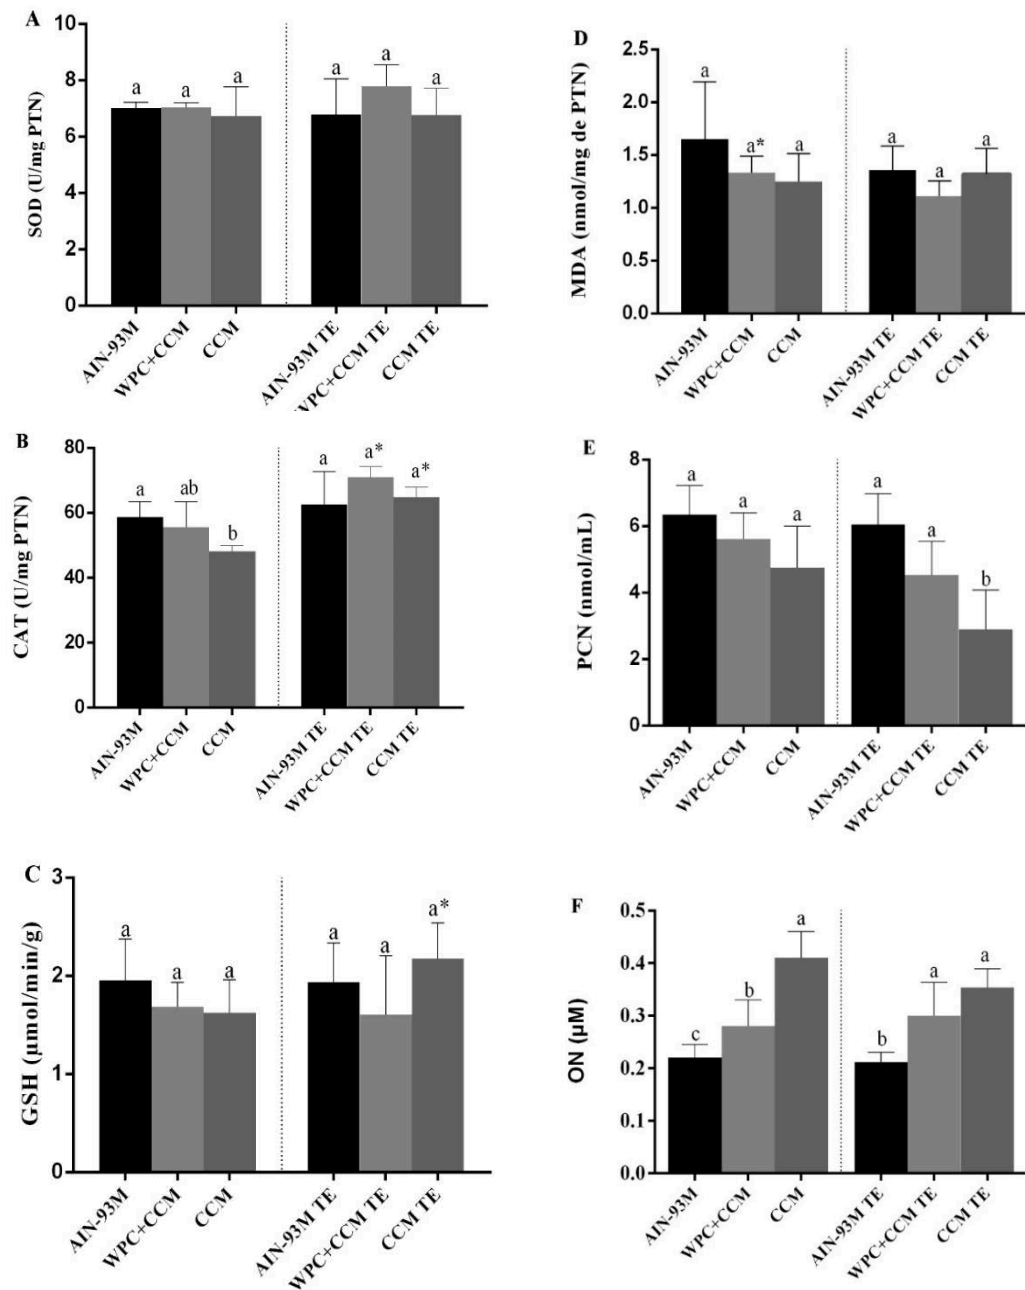 A
SOD (U/mg PTN)
10
8
6
4
2
0
a
a
a
a
a
a
AIN-93M
WPC+CCM
CCM
AIN-93M TE
WPC+CCM TE
CCM TE
B
CAT (U/mg PTN)
80
60
40
20
0
a
ab
b
a
a*
a*
AIN-93M
WPC+CCM
CCM
AIN-93M TE
WPC+CCM TE
CCM TE
C
GSH (µmol/min/g)
3
2
1
0
a
a
a
a
a
a*
AIN-93M
WPC+CCM
CCM
AIN-93M TE
WPC+CCM TE
CCM TE
D
MDA (nmol/mg de PTN)
2.5
2.0
1.5
1.0
0.5
0.0
a
a*
a
a
a
a
AIN-93M
WPC+CCM
CCM
AIN-93M TE
WPC+CCM TE
CCM TE
E
PCN (nmol/mL)
8
6
4
2
0
a
a
a
a
a
b
AIN-93M
WPC+CCM
CCM
AIN-93M TE
WPC+CCM TE
CCM TE
F
ON (µM)
0.5
0.4
0.3
0.2
0.1
0.0
c
b
a
b
a
a
AIN-93M
WPC+CCM
CCM
AIN-93M TE
WPC+CCM TE
CCM TE